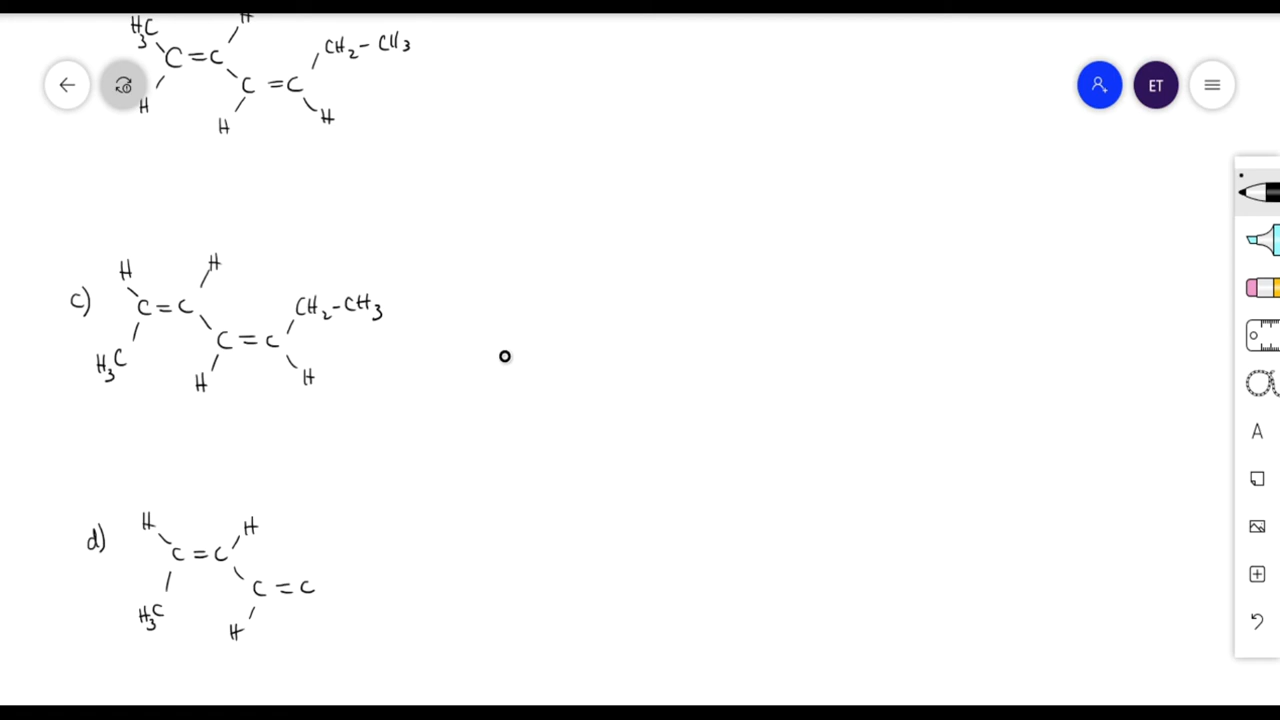 H3C H
C=C CH2-CH3
C=C
H H
ET
c) H H
C=C CH2-CH3
C=C
H3C H H
d) H H
C=C
C=C
H3C H
A